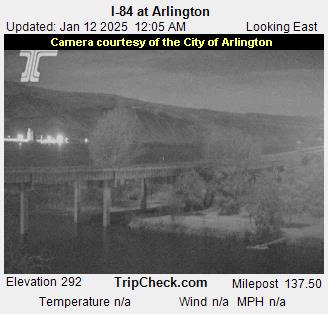 I-84 at Arlington
Updated: Jan 12 2025 12:05 AM Looking East
Camera courtesy of the City of Arlington
Elevation 292 TripCheck.com Milepost 137.50
Temperature n/a Wind n/a MPH n/a